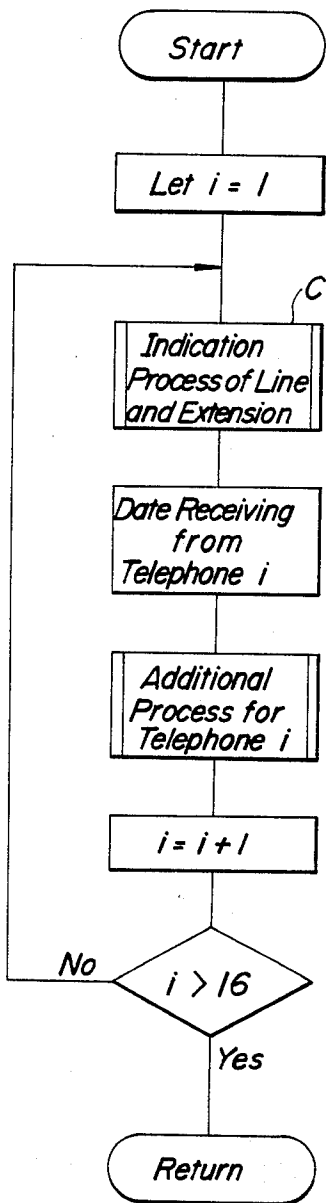 Start
Let i = 1
C
Indication
Process of Line
and Extension
Date Receiving
from
Telephone i
Additional
Process for
Telephone i
i = i + 1
No
i > 16
Yes
Return